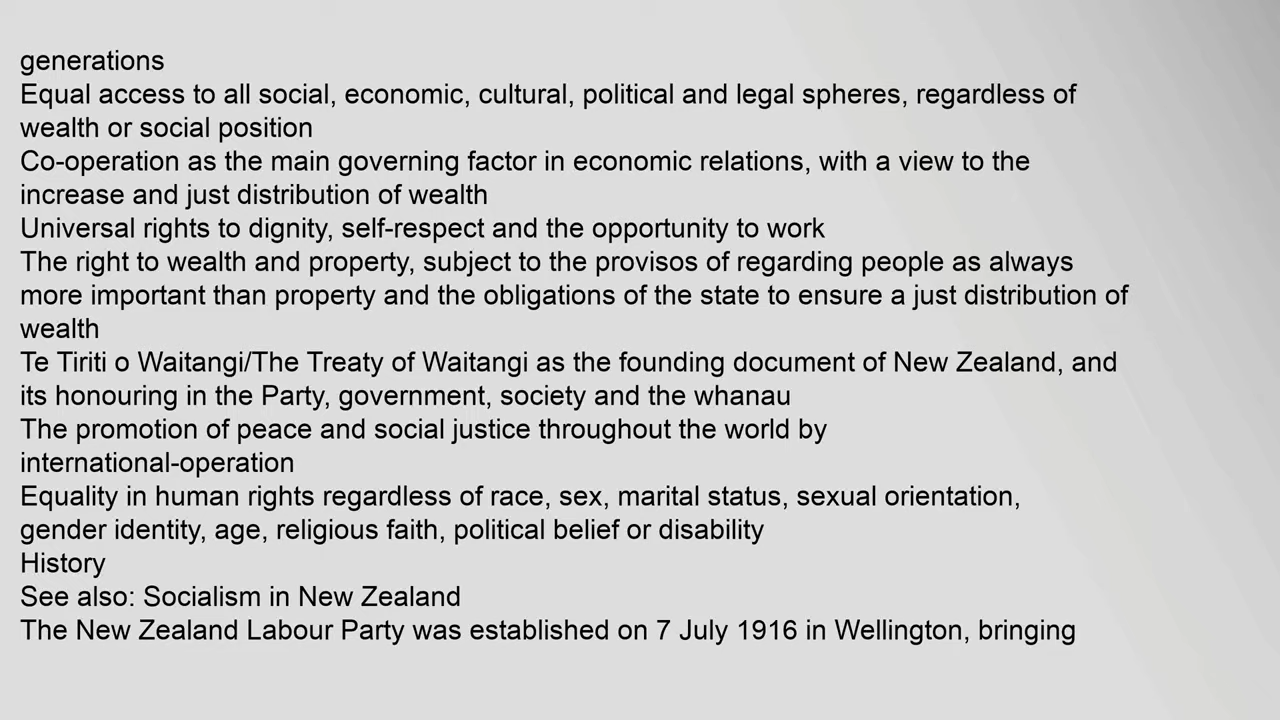 generations
Equal access to all social, economic, cultural, political and legal spheres, regardless of
wealth or social position
Co-operation as the main governing factor in economic relations, with a view to the
increase and just distribution of wealth
Universal rights to dignity, self-respect and the opportunity to work
The right to wealth and property, subject to the provisos of regarding people as always
more important than property and the obligations of the state to ensure a just distribution of
wealth
Te Tiriti o Waitangi/The Treaty of Waitangi as the founding document of New Zealand, and
its honouring in the Party, government, society and the whanau
The promotion of peace and social justice throughout the world by
international-operation
Equality in human rights regardless of race, sex, marital status, sexual orientation,
gender identity, age, religious faith, political belief or disability
History
See also: Socialism in New Zealand
The New Zealand Labour Party was established on 7 July 1916 in Wellington, bringing